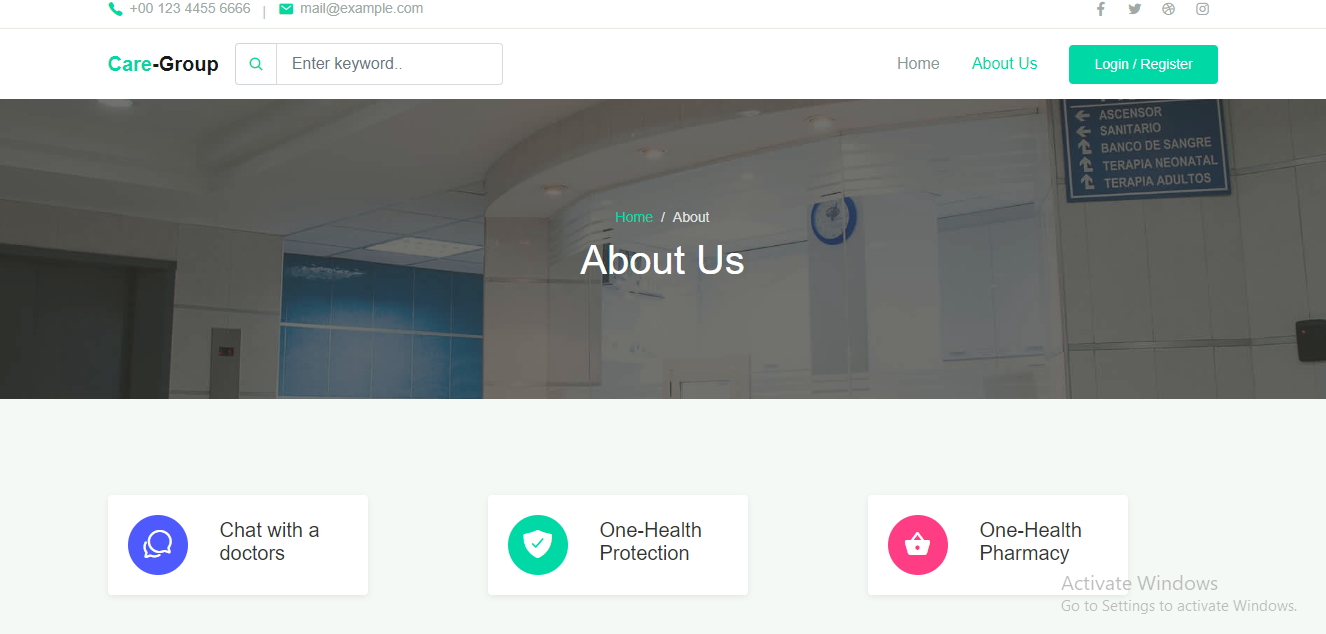 +00 123 4455 6666 | mail@example.com
Care-Group
Enter keyword..
Home
About Us
Login / Register
ASCENSOR
SANITARIO
BANCO DE SANGRE
TERAPIA NEONATAL
TERAPIA ADULTOS
Home / About
About Us
Chat with a
doctors
One-Health
Protection
One-Health
Pharmacy
Activate Windows
Go to Settings to activate Windows.